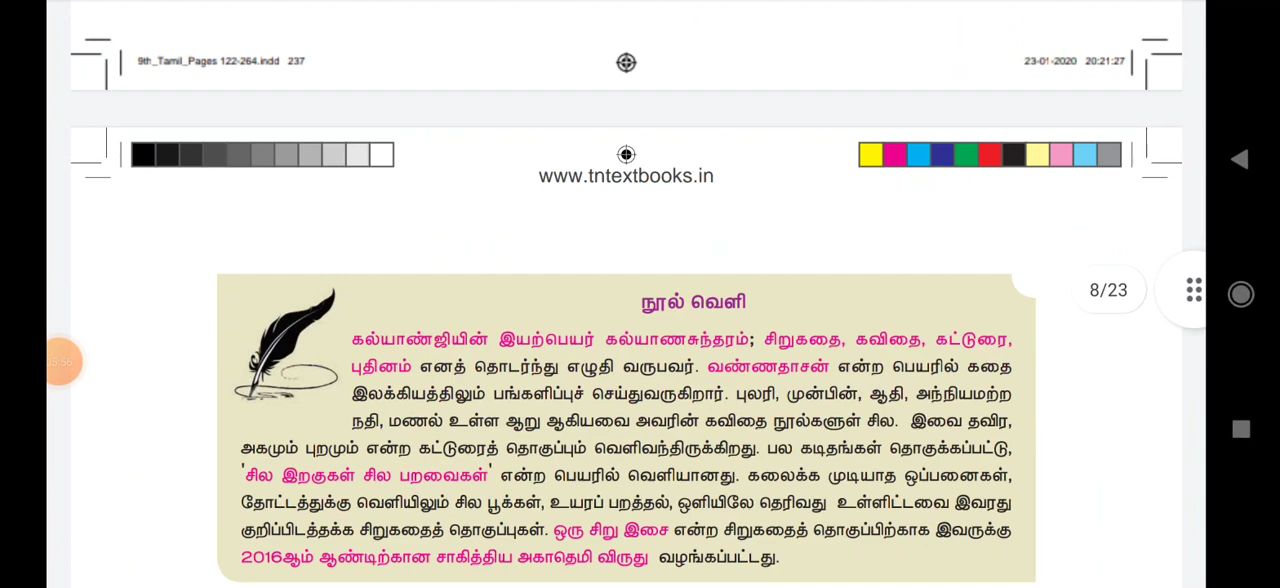 9th_Tamil_Pages 122-264.indd 237
23-01-2020 20:21:27
www.tntextbooks.in
8/23
நூல் வெளி
கல்யாண்ஜியின் இயற்பெயர் கல்யாணசுந்தரம்; சிறுகதை, கவிதை, கட்டுரை,
புதினம் எனத் தொடர்ந்து எழுதி வருபவர். வண்ணதாசன் என்ற பெயரில் கதை
இலக்கியத்திலும் பங்களிப்புச் செய்துவருகிறார். புலரி, முன்பின், ஆதி, அந்நியமற்ற
நதி, மணல் உள்ள ஆறு ஆகியவை அவரின் கவிதை நூல்களுள் சில. இவை தவிர,
அகமும் புறமும் என்ற கட்டுரைத் தொகுப்பும் வெளிவந்திருக்கிறது. பல கடிதங்கள் தொகுக்கப்பட்டு,
'சில இறகுகள் சில பறவைகள்' என்ற பெயரில் வெளியானது. கலைக்க முடியாத ஒப்பனைகள்,
தோட்டத்துக்கு வெளியிலும் சில பூக்கள், உயரப் பறத்தல், ஒளியிலே தெரிவது உள்ளிட்டவை இவரது
குறிப்பிடத்தக்க சிறுகதைத் தொகுப்புகள். ஒரு சிறு இசை என்ற சிறுகதைத் தொகுப்பிற்காக இவருக்கு
2016ஆம் ஆண்டிற்கான சாகித்திய அகாதெமி விருது வழங்கப்பட்டது.